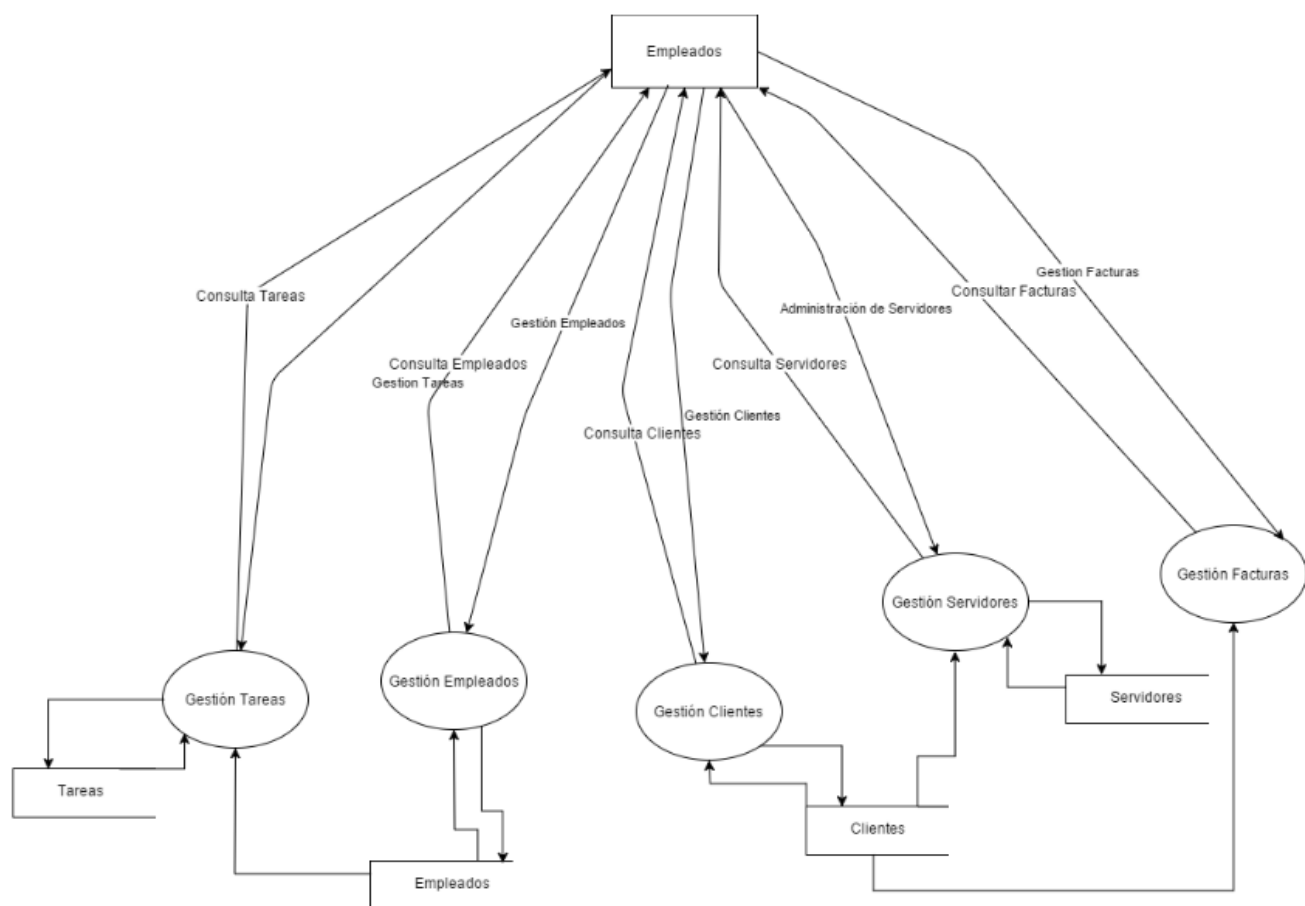 Empleados
Consulta Tareas
Gestion Facturas
Consultar Facturas
Administración de Servidores
Gestión Empleados
Consulta Empleados
Consulta Servidores
Gestion Tareas
Gestión Clientes
Consulta Clientes
Gestión Facturas
Gestión Servidores
Gestión Empleados
Gestión Tareas
Gestión Clientes
Servidores
Tareas
Clientes
Empleados